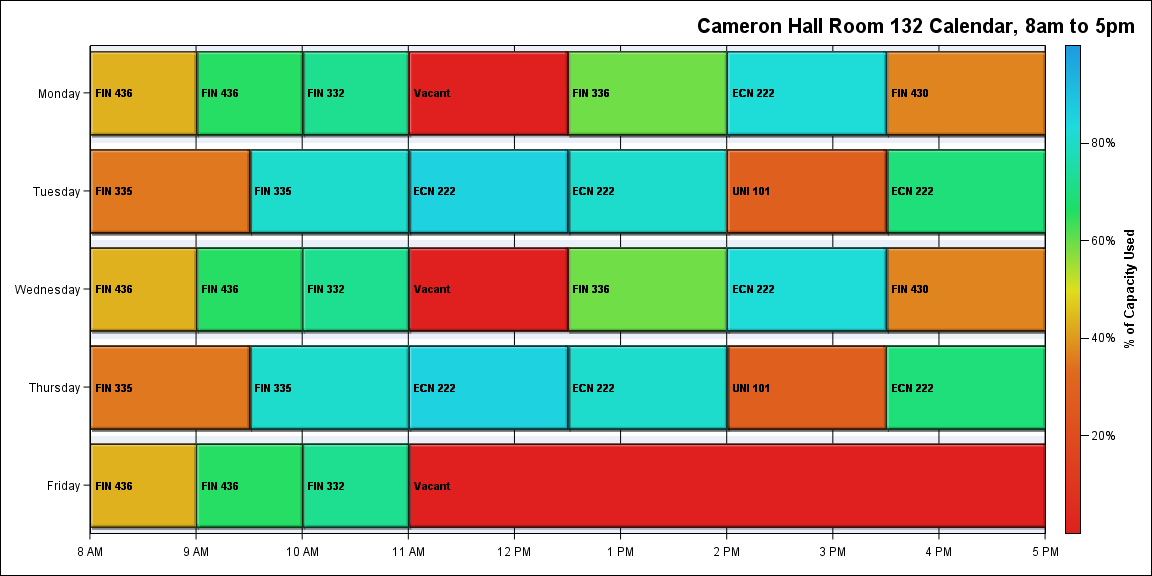 Cameron Hall Room 132 Calendar, 8am to 5pm
Monday
FIN 436
FIN 436
FIN 332
Vacant
FIN 336
ECN 222
FIN 430
Tuesday
FIN 335
FIN 335
ECN 222
ECN 222
UNI 101
ECN 222
Wednesday
FIN 436
FIN 436
FIN 332
Vacant
FIN 336
ECN 222
FIN 430
Thursday
FIN 335
FIN 335
ECN 222
ECN 222
UNI 101
ECN 222
Friday
FIN 436
FIN 436
FIN 332
Vacant
8 AM
9 AM
10 AM
11 AM
12 PM
1 PM
2 PM
3 PM
4 PM
5 PM
80%
60%
40%
20%
% of Capacity Used